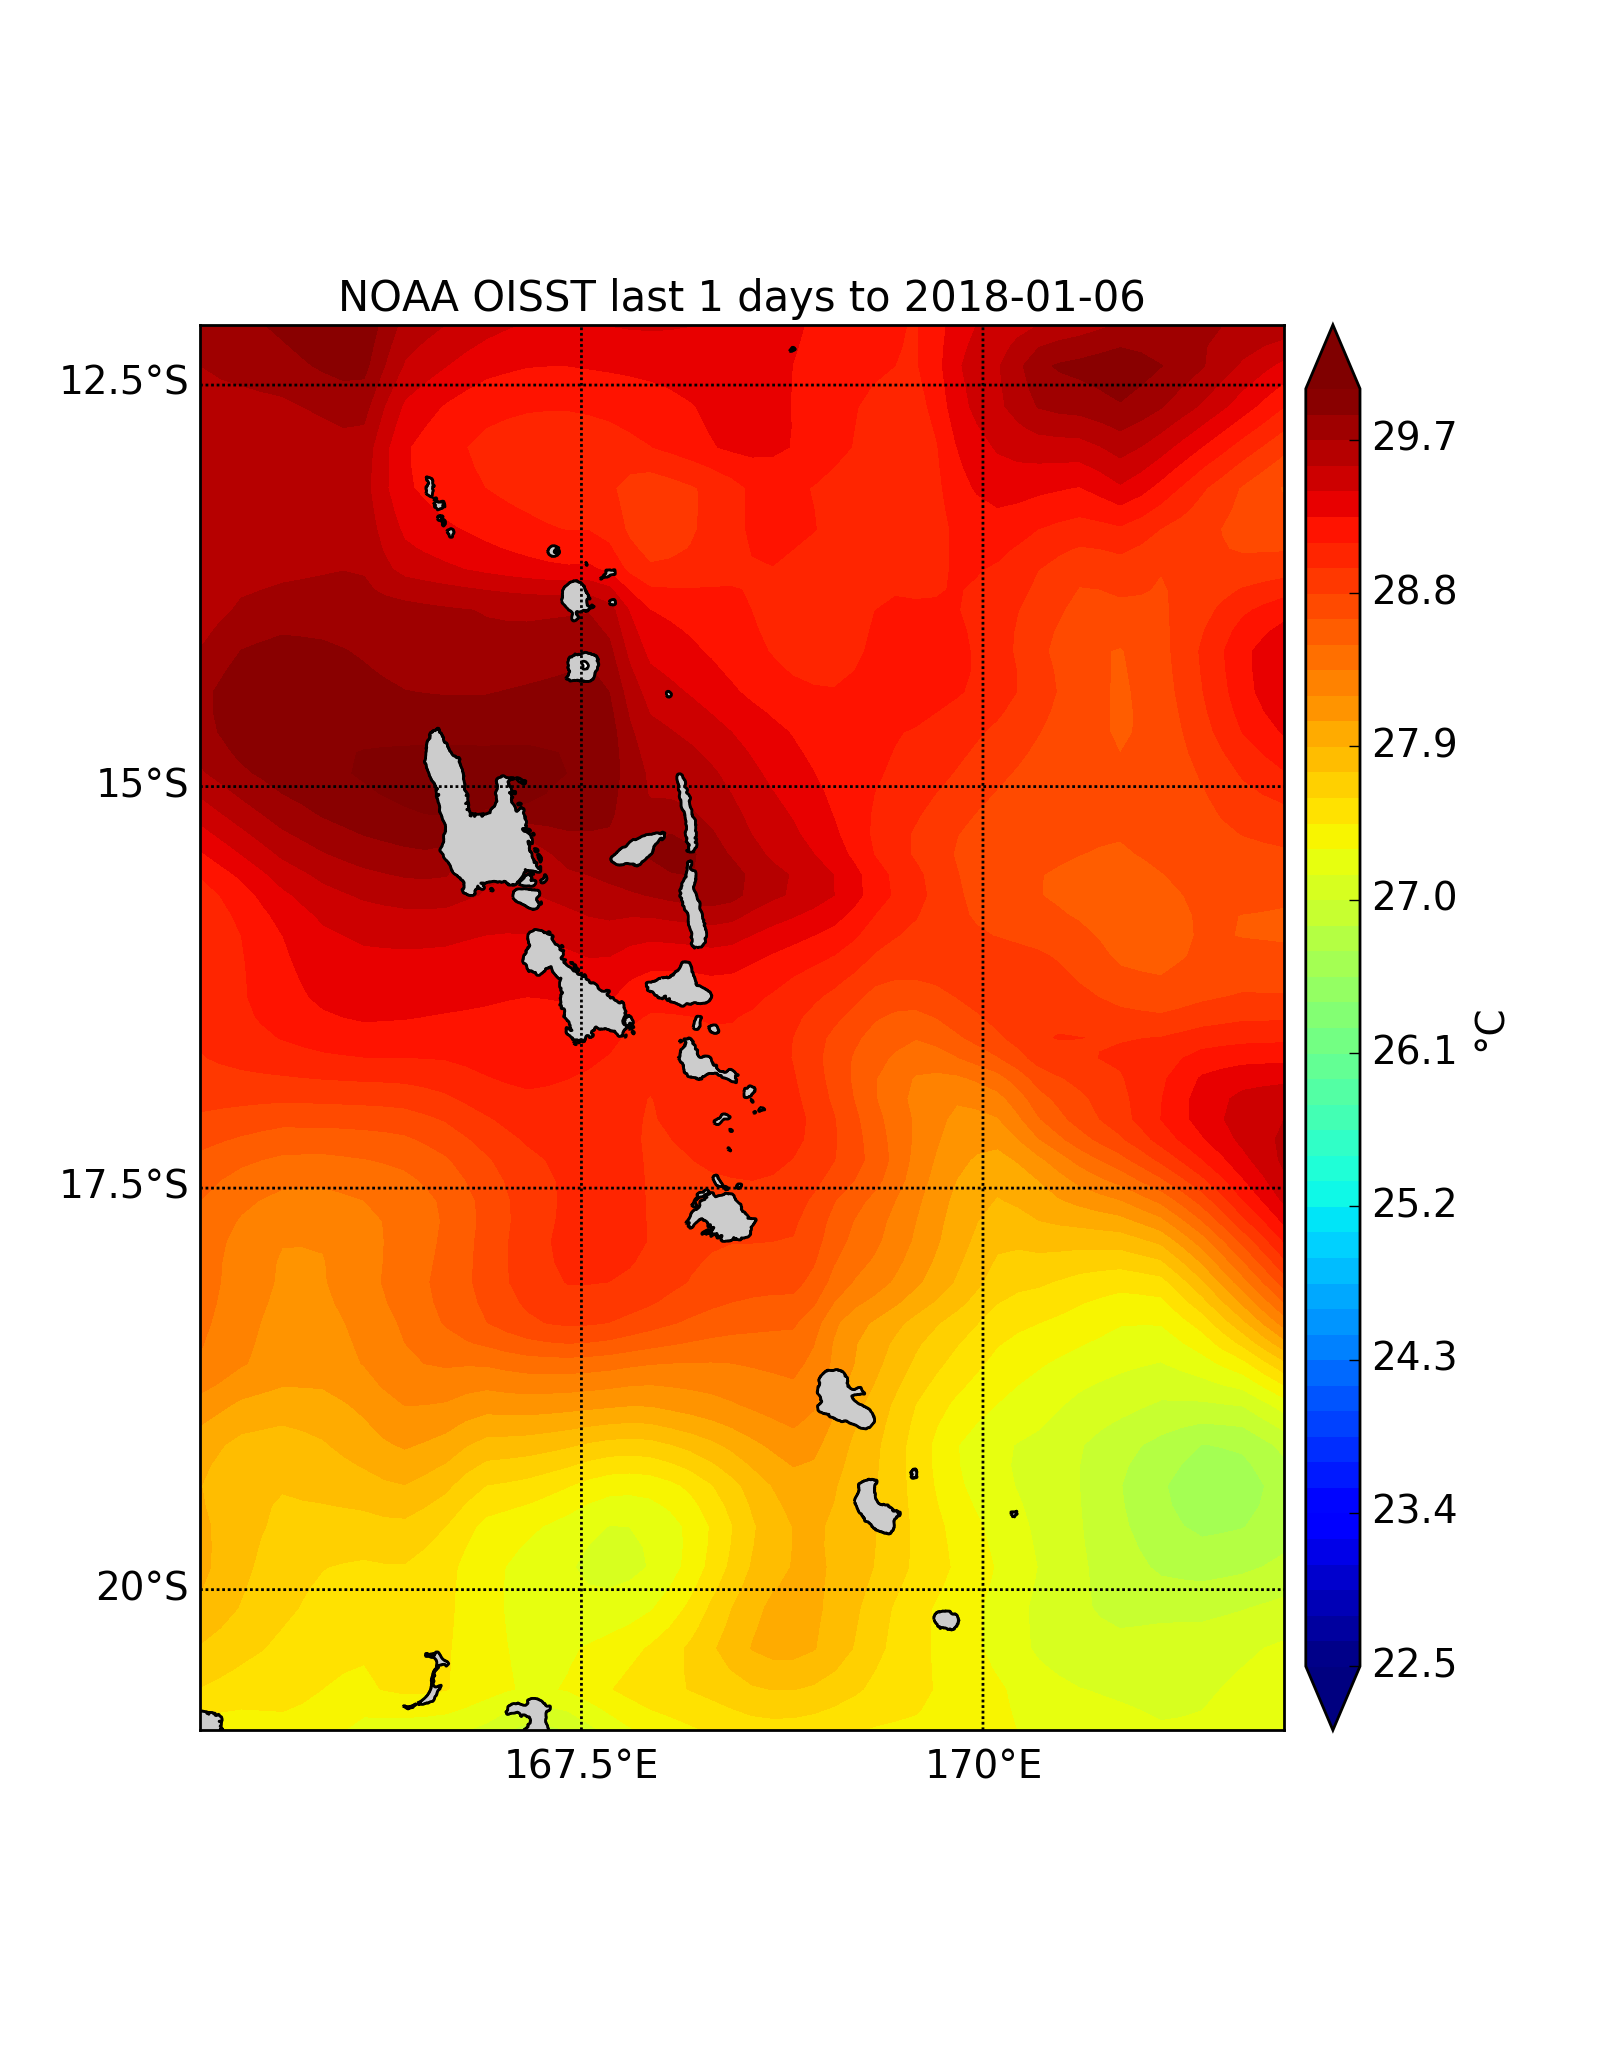 NOAA OISST last 1 days to 2018-01-06
12.5°S
15°S
17.5°S
20°S
167.5°E
170°E
29.7
28.8
27.9
27.0
26.1
25.2
24.3
23.4
22.5
°C